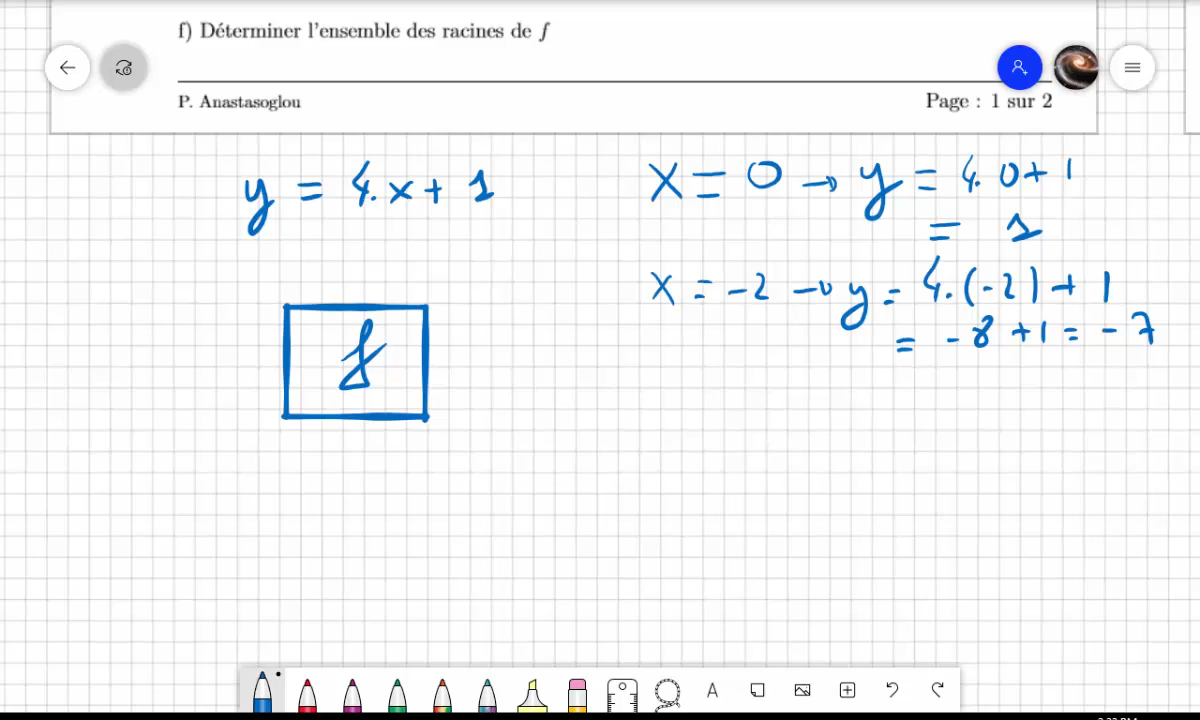 f) Déterminer l'ensemble des racines de f
P. Anastasoglou
Page : 1 sur 2
y = 4.x + 1
x = 0 → y = 4.0 + 1
= 1
x = -2 → y = 4.(-2) + 1
= -8 + 1 = -7
f
A